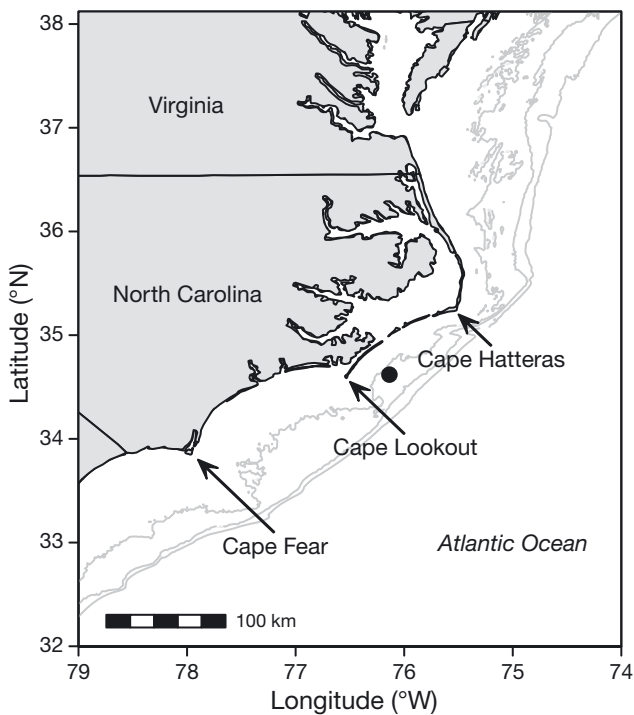 38
37
36
35
34
33
32
Latitude (°N)
Virginia
North Carolina
Cape Hatteras
Cape Lookout
Cape Fear
Atlantic Ocean
100 km
79
78
77
76
75
74
Longitude (°W)